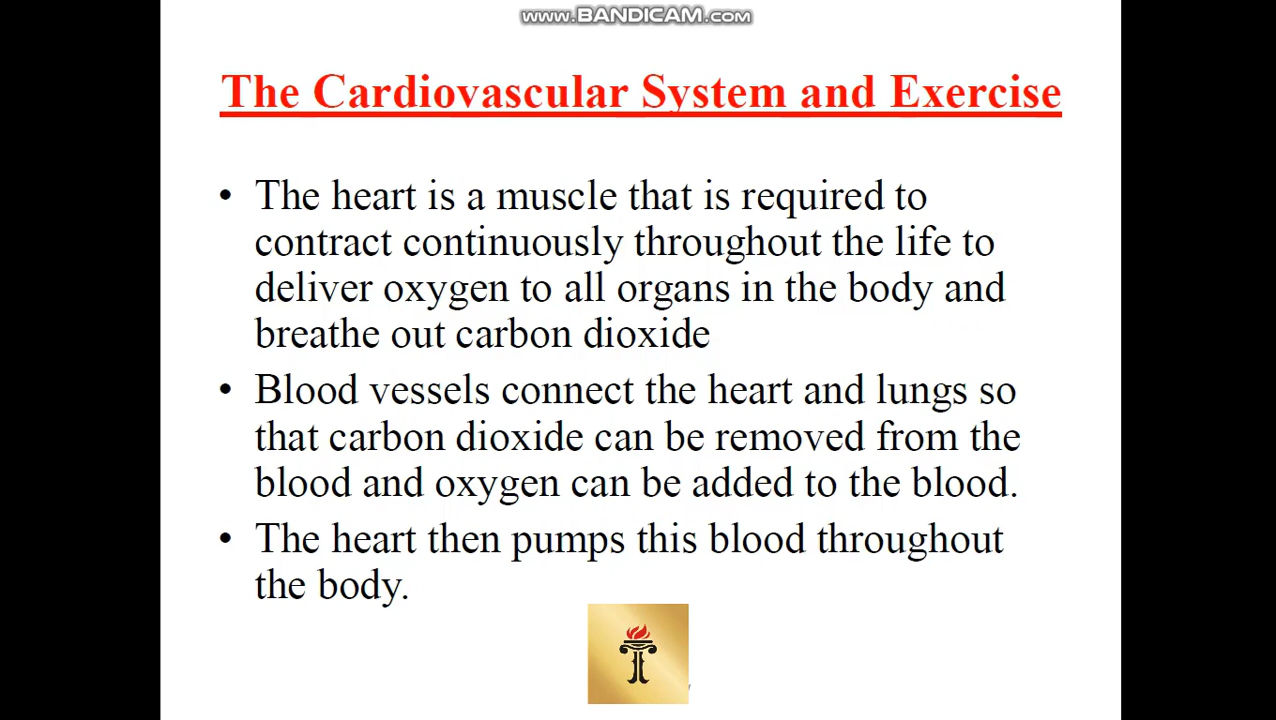 www.BANDICAM.com
The Cardiovascular System and Exercise
• The heart is a muscle that is required to
contract continuously throughout the life to
deliver oxygen to all organs in the body and
breathe out carbon dioxide
• Blood vessels connect the heart and lungs so
that carbon dioxide can be removed from the
blood and oxygen can be added to the blood.
• The heart then pumps this blood throughout
the body.